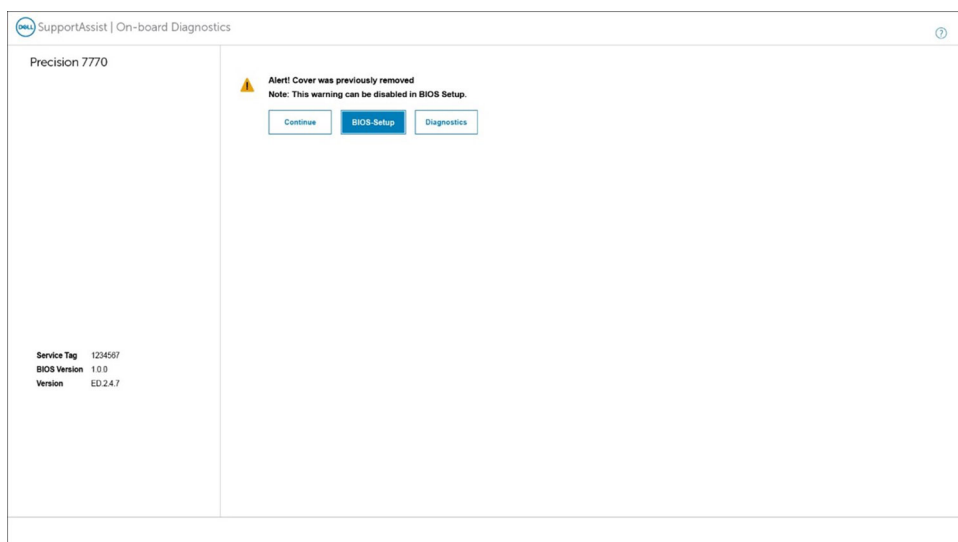 DELL SupportAssist | On-board Diagnostics
?
Precision 7770
Alert! Cover was previously removed
Note: This warning can be disabled in BIOS Setup.
Continue BIOS-Setup Diagnostics
Service Tag 1234567
BIOS Version 1.0.0
Version ED.2.4.7